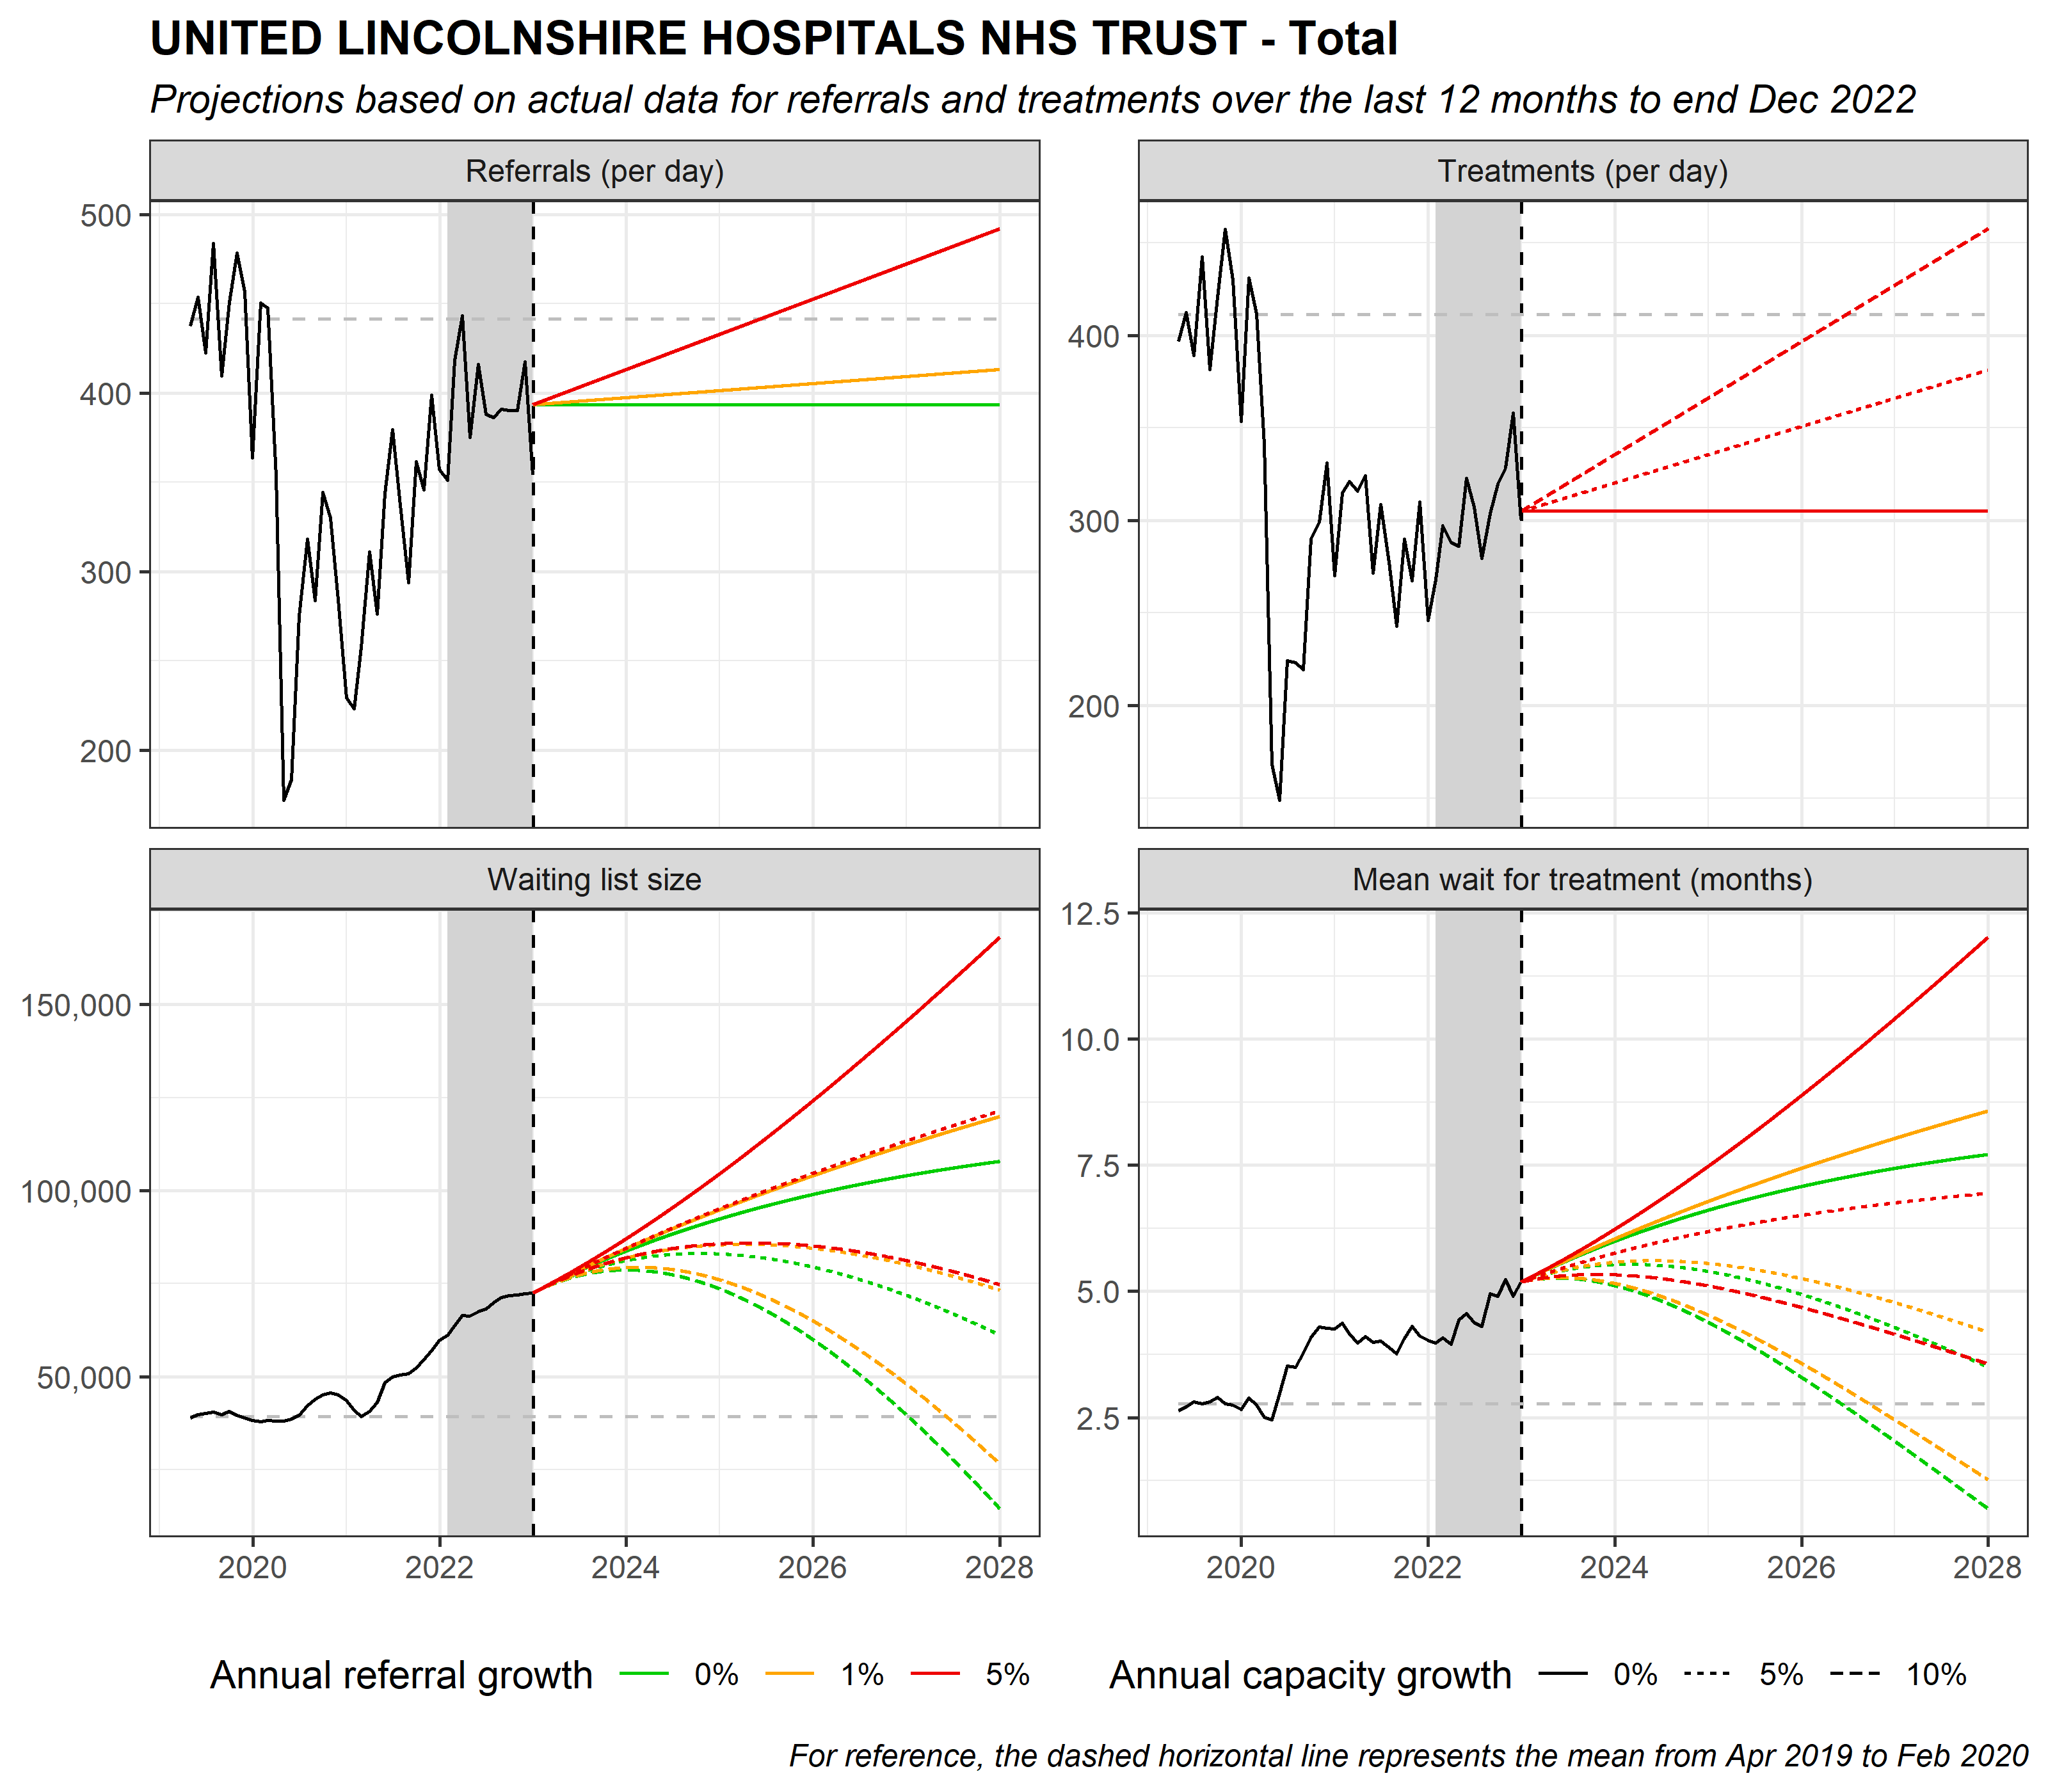 UNITED LINCOLNSHIRE HOSPITALS NHS TRUST - Total
Projections based on actual data for referrals and treatments over the last 12 months to end Dec 2022
Referrals (per day)
500
400
300
200
Treatments (per day)
400
300
200
Waiting list size
150,000
100,000
50,000
2020 2022 2024 2026 2028
Mean wait for treatment (months)
12.5
10.0
7.5
5.0
2.5
2020 2022 2024 2026 2028
Annual referral growth 0% 1% 5%
Annual capacity growth 0% 5% 10%
For reference, the dashed horizontal line represents the mean from Apr 2019 to Feb 2020